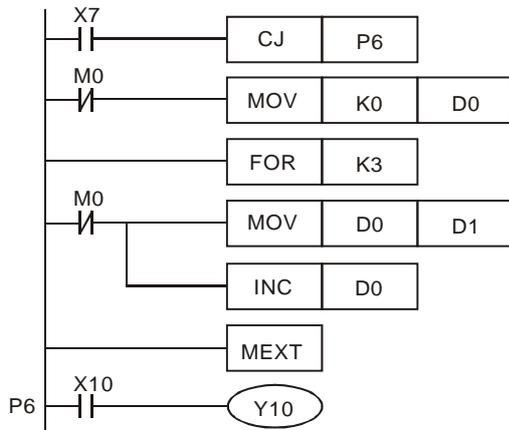 X7
CJ P6
M0
MOV K0 D0
FOR K3
M0
MOV D0 D1
INC D0
MEXT
X10
P6 Y10